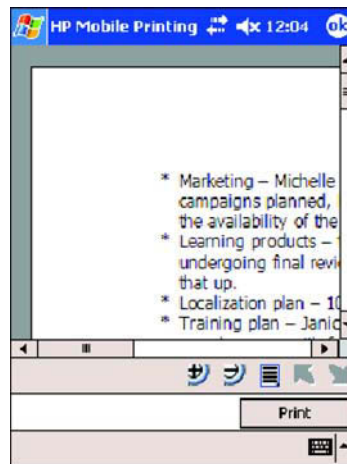 HP Mobile Printing 12:04 ok
* Marketing – Michelle
campaigns planned,
the availability of the
* Learning products –
undergoing final revi
that up.
* Localization plan – 10
* Training plan – Janic
Print